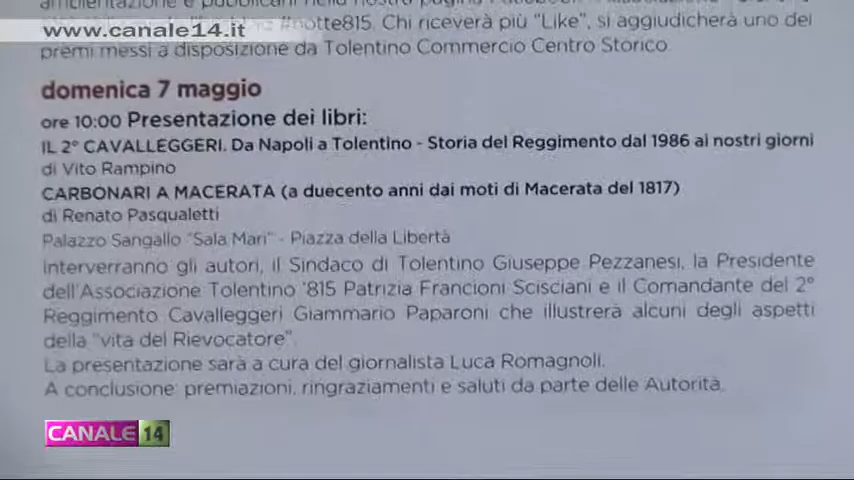 ambientazione e pubblicarli nella nostra pagina
www.canale14.it
#notte815. Chi riceverà più "Like", si aggiudicherà uno dei
premi messi a disposizione da Tolentino Commercio Centro Storico.
domenica 7 maggio
ore 10:00 Presentazione dei libri:
IL 2° CAVALLEGGERI. Da Napoli a Tolentino - Storia del Reggimento dal 1986 ai nostri giorni
di Vito Rampino
CARBONARI A MACERATA (a duecento anni dai moti di Macerata del 1817)
di Renato Pasqualetti
Palazzo Sangallo "Sala Mari" - Piazza della Libertà
Interverranno gli autori, il Sindaco di Tolentino Giuseppe Pezzanesi, la Presidente
dell'Associazione Tolentino '815 Patrizia Francioni Scisciani e il Comandante del 2°
Reggimento Cavalleggeri Giammario Paparoni che illustrerà alcuni degli aspetti
della "vita del Rievocatore".
La presentazione sarà a cura del giornalista Luca Romagnoli.
A conclusione: premiazioni, ringraziamenti e saluti da parte delle Autorità.
CANALE 14